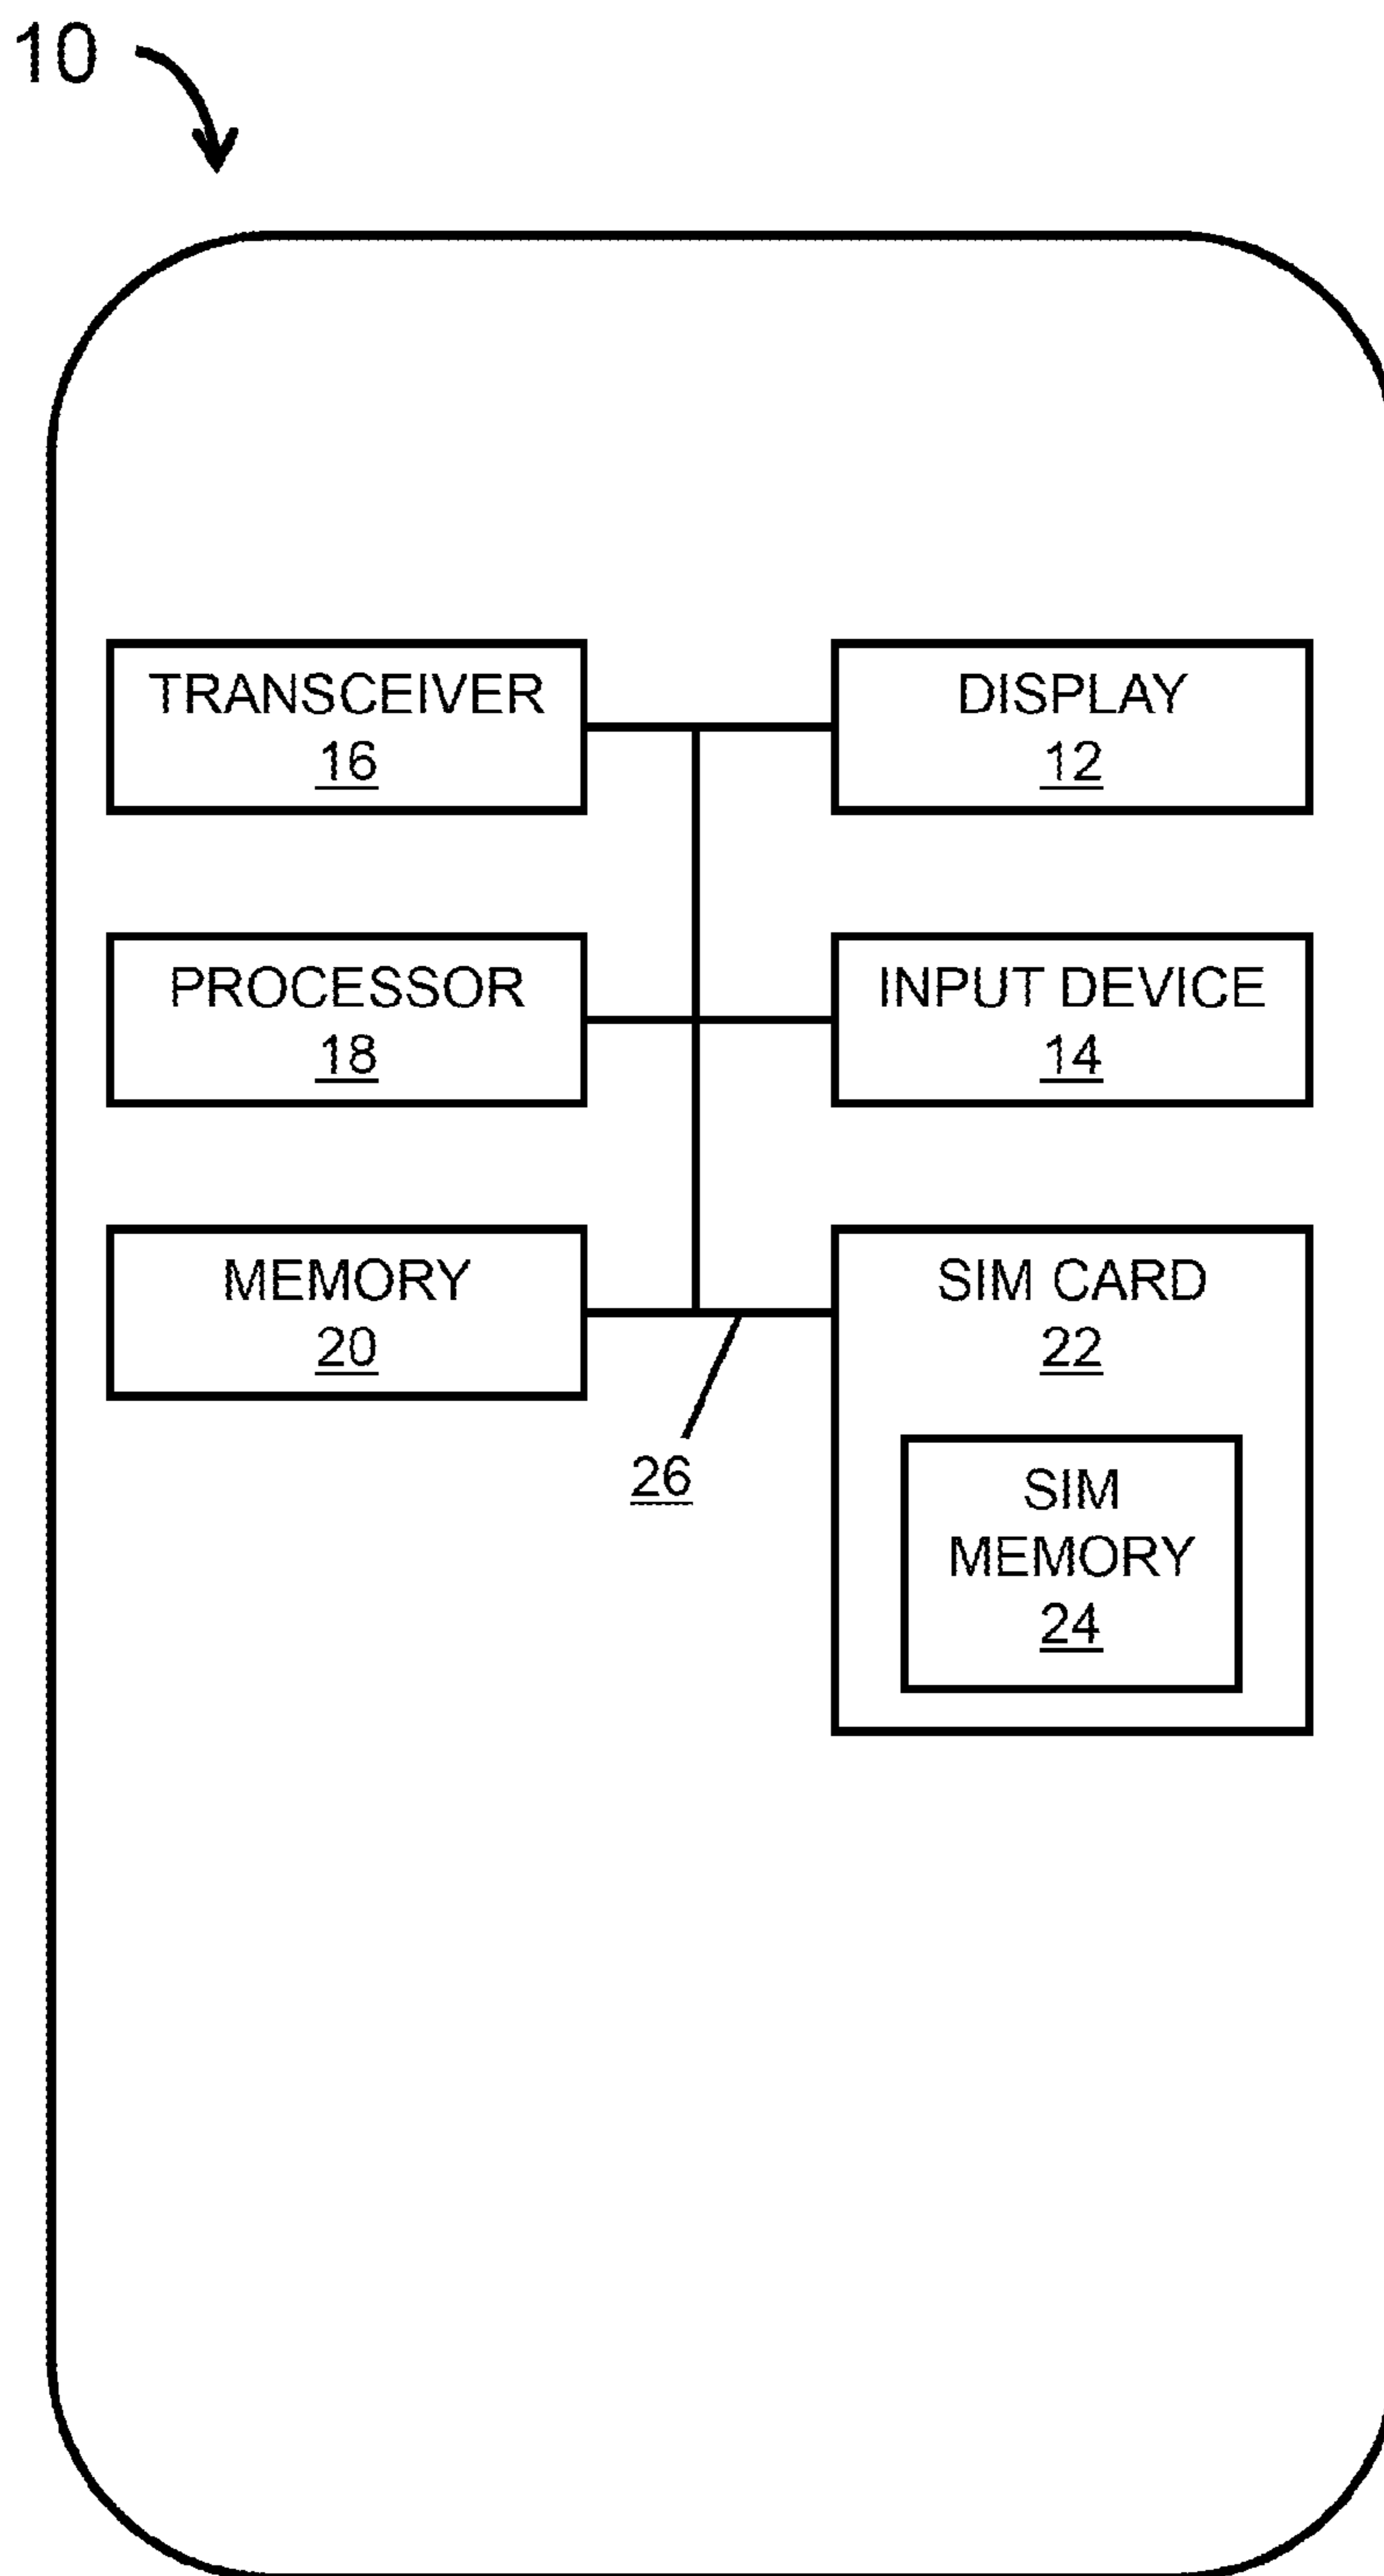 10
TRANSCEIVER
16
DISPLAY
12
PROCESSOR
18
INPUT DEVICE
14
MEMORY
20
SIM CARD
22
26
SIM
MEMORY
24